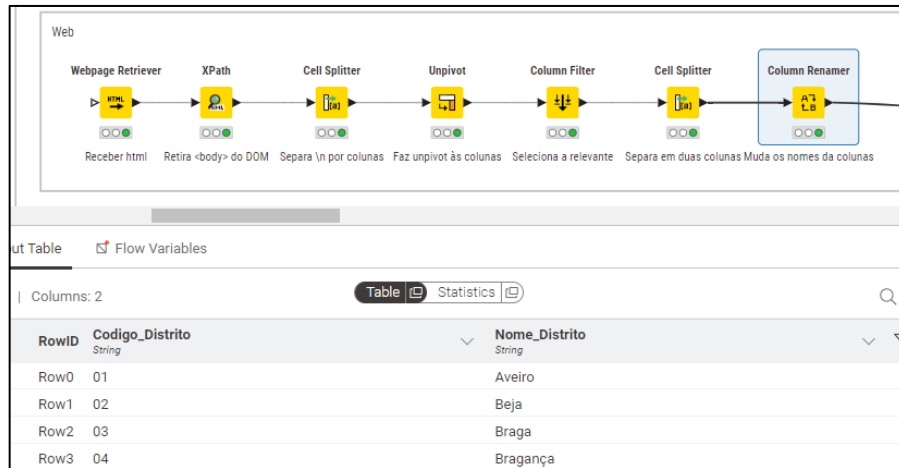 Web
Webpage Retriever XPath Cell Splitter Unpivot Column Filter Cell Splitter Column Renamer
HTML XML [a] [a] A B
Receber html Retira <body> do DOM Separa \n por colunas Faz unpivot às colunas Seleciona a relevante Separa em duas colunas Muda os nomes da colunas
ut Table Flow Variables
| Columns: 2 Table Statistics
RowID Codigo_Distrito Nome_Distrito
String String
Row0 01 Aveiro
Row1 02 Beja
Row2 03 Braga
Row3 04 Bragança